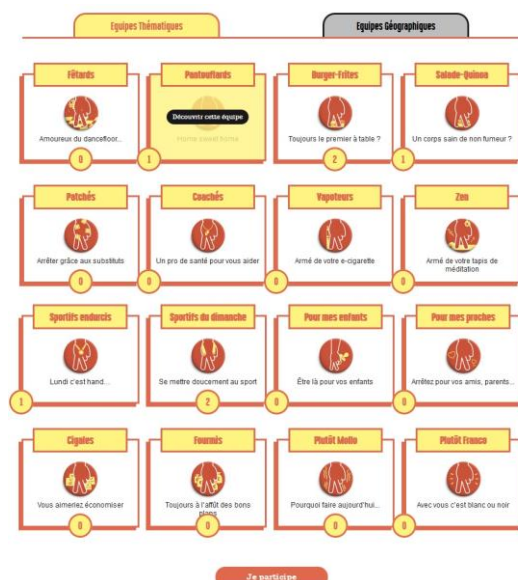 Equipes Thématiques
Equipes Géographiques
Fêtards
Pantouflards
Burger-Frites
Salade-Quinoa
Découvrir cette équipe
Amoureux du dancefloor...
Home sweet home
Toujours le premier à table ?
Un corps sain de non fumeur ?
0
1
2
1
Patchés
Coachés
Vapoteurs
Zen
Arrêter grâce aux substituts
Un pro de santé pour vous aider
Armé de votre e-cigarette
Armé de votre tapis de
méditation
0
0
0
0
Sportifs endurcis
Sportifs du dimanche
Pour mes enfants
Pour mes proches
Lundi c'est hand...
Se mettre doucement au sport
Être là pour vos enfants
Arrêtez pour vos amis, parents...
1
2
0
0
Cigales
Fourmis
Plutôt Mollo
Plutôt Franco
Vous aimeriez économiser
Toujours à l'affût des bons
plans
Pourquoi faire aujourd'hui...
Avec vous c'est blanc ou noir
0
0
0
0
Je participe